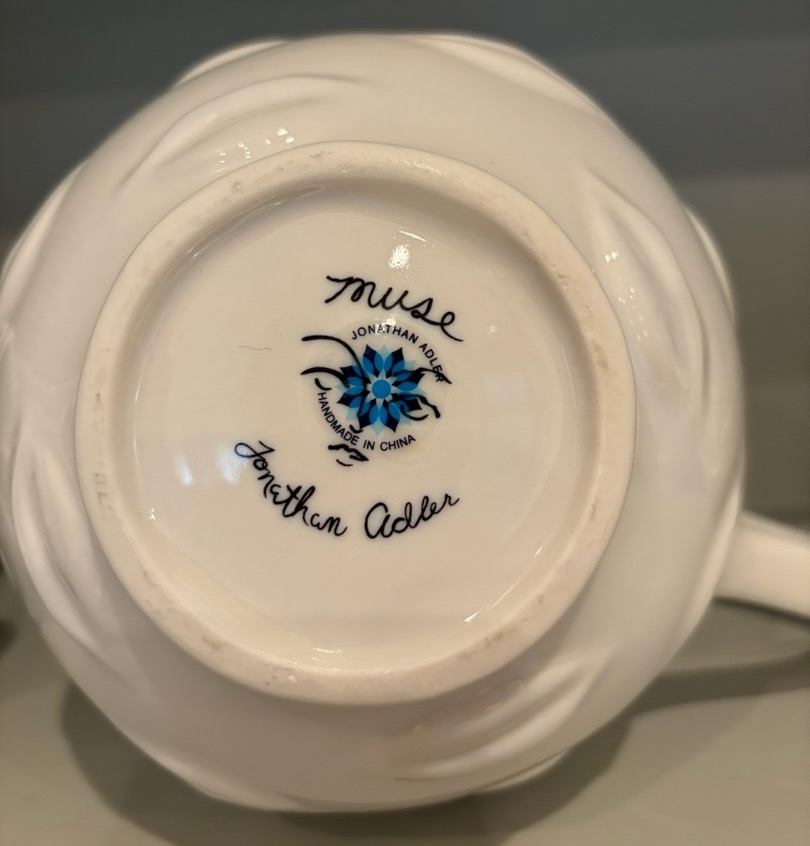 muse
JONATHAN ADLER
HANDMADE IN CHINA
Jonathan Adler